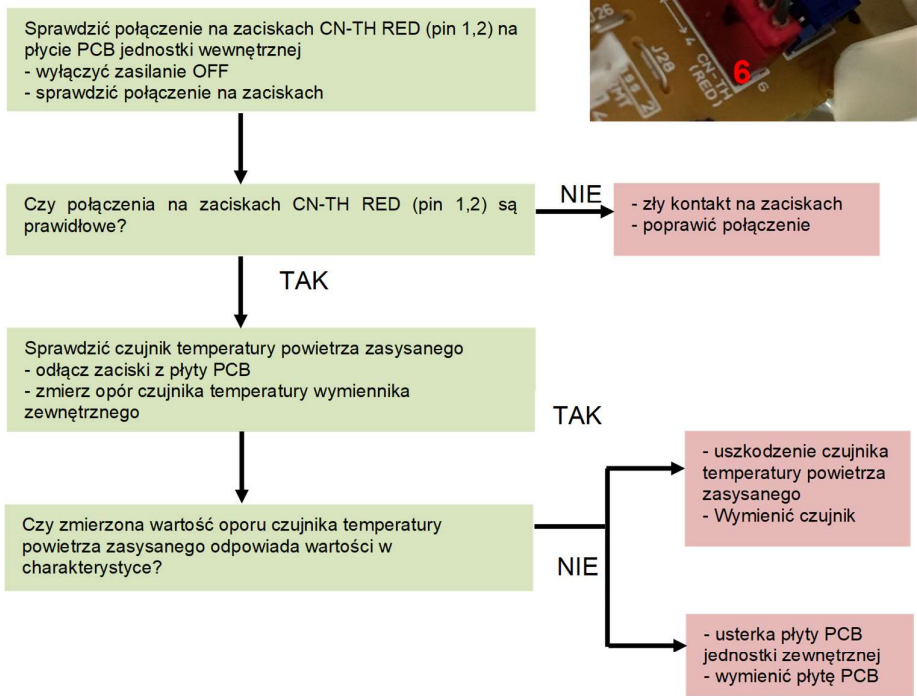 Sprawdzić połączenie na zaciskach CN-TH RED (pin 1,2) na
płycie PCB jednostki wewnętrznej
- wyłączyć zasilanie OFF
- sprawdzić połączenie na zaciskach
J28
4
CN-TH
(RED)
6
6
2
Czy połączenia na zaciskach CN-TH RED (pin 1,2) są
prawidłowe?
NIE
- zły kontakt na zaciskach
- poprawić połączenie
TAK
Sprawdzić czujnik temperatury powietrza zasysanego
- odłącz zaciski z płyty PCB
- zmierz opór czujnika temperatury wymiennika
zewnętrznego
TAK
- uszkodzenie czujnika
temperatury powietrza
zasysanego
- Wymienić czujnik
Czy zmierzona wartość oporu czujnika temperatury
powietrza zasysanego odpowiada wartości w
charakterystyce?
NIE
- usterka płyty PCB
jednostki zewnętrznej
- wymienić płytę PCB